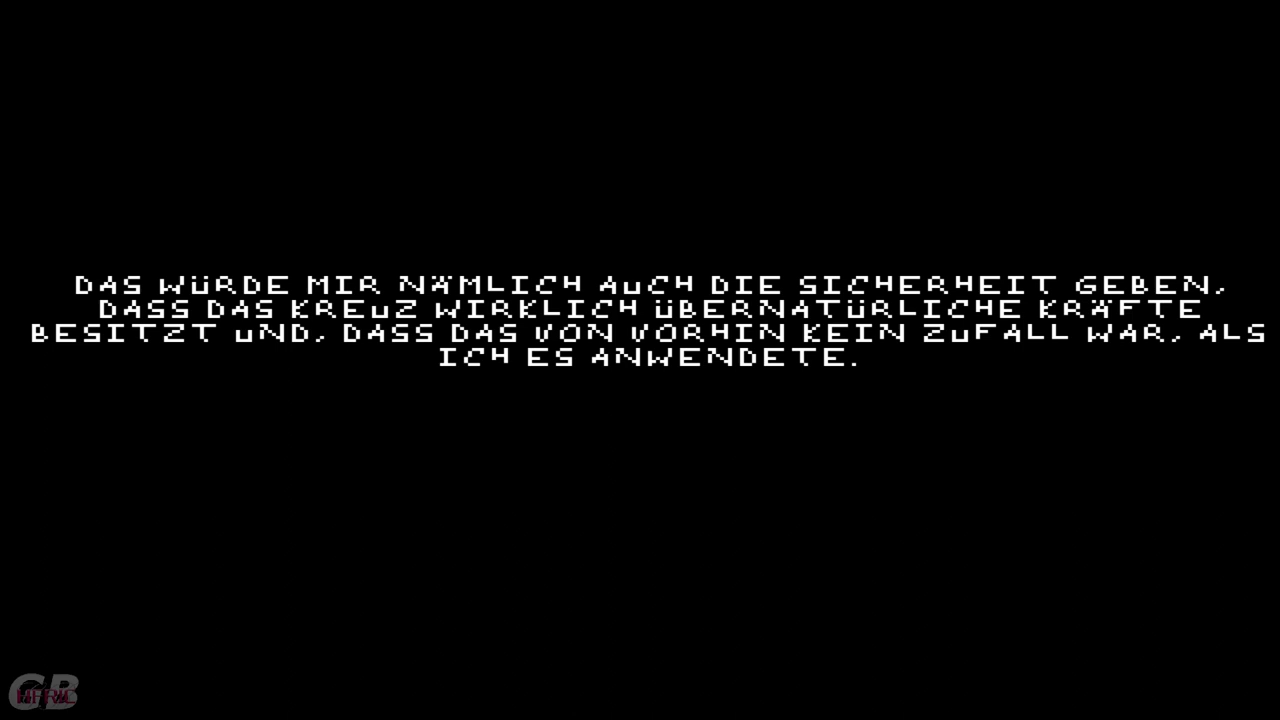 DAS WÜRDE MIR NÄMLICH AUCH DIE SICHERHEIT GEBEN,
DASS DAS KREUZ WIRKLICH ÜBERNATÜRLICHE KRÄFTE
BESITZT UND, DASS DAS VON VORHIN KEIN ZUFALL WAR, ALS
ICH ES ANWENDETE.
GB